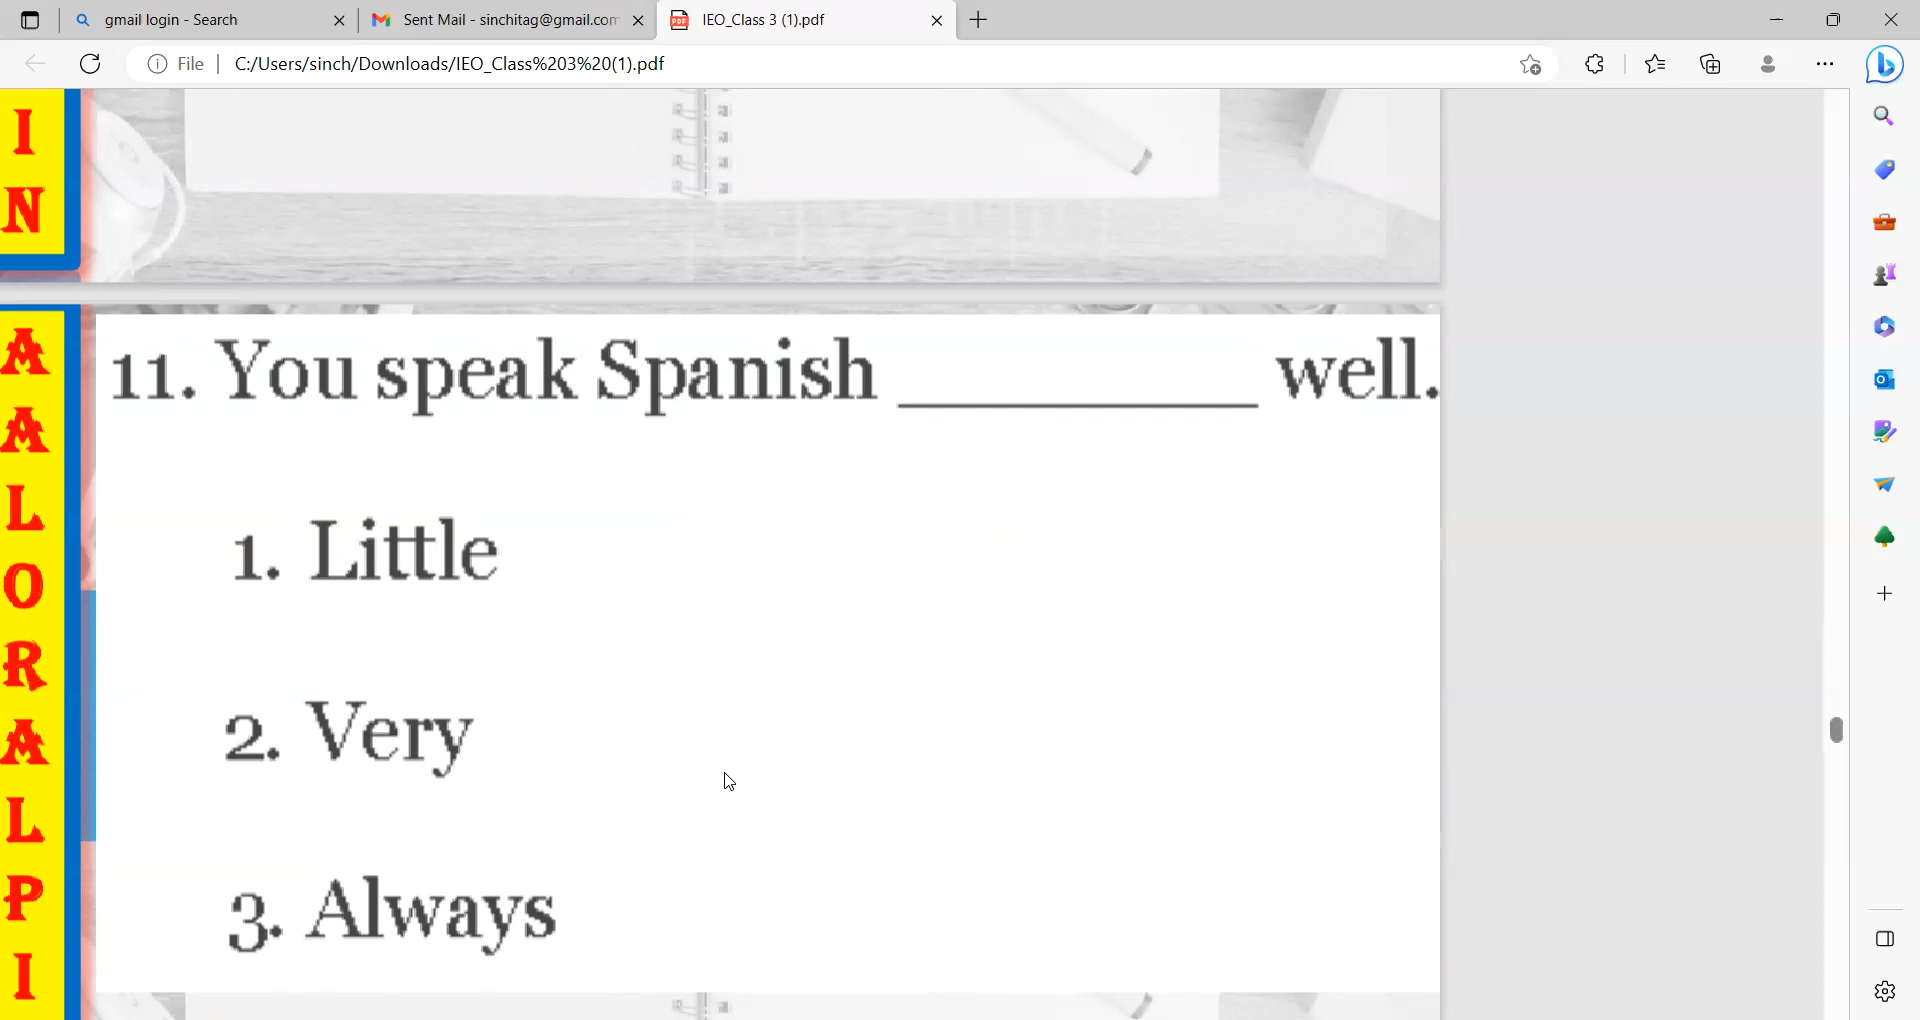 gmail login - Search
Sent Mail - sinchitag@gmail.com
IEO_Class 3 (1).pdf
File
C:/Users/sinch/Downloads/IEO_Class%203%20(1).pdf
I
N
11. You speak Spanish ____________ well.
1. Little
2. Very
3. Always
A
A
L
O
R
A
L
P
I